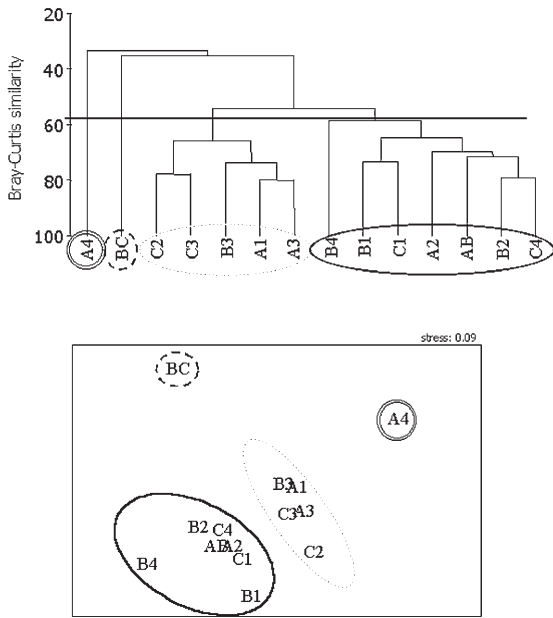 20
40
60
80
100
Bray-Curtis similarity
A4 BC C2 C3 B3 A1 A3 B4 B1 C1 A2 AB B2 C4
stress: 0.09
BC
A4
B3 A1
C3 A3
C2
B2 C4
AB A2
C1
B4
B1